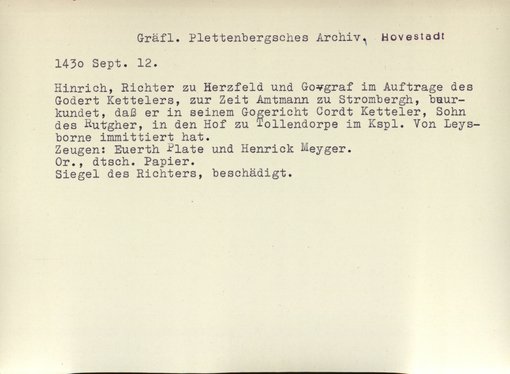 Gräfl. Plettenbergsches Archiv, Hovestadt
1430 Sept. 12.
Hinrich, Richter zu Herzfeld und Gowgraf im Auftrage des
Godert Kettelers, zur Zeit Amtmann zu Strombergh, buur-
kundet, daß er in seinem Gogericht Cordt Ketteler, Sohn
des Rutgher, in den Hof zu Tollendorpe im Kspl. Von Leys-
borne immittiert hat.
Zeugen: Euerth Plate und Henrick Meyger.
Or., dtsch. Papier.
Siegel des Richters, beschädigt.